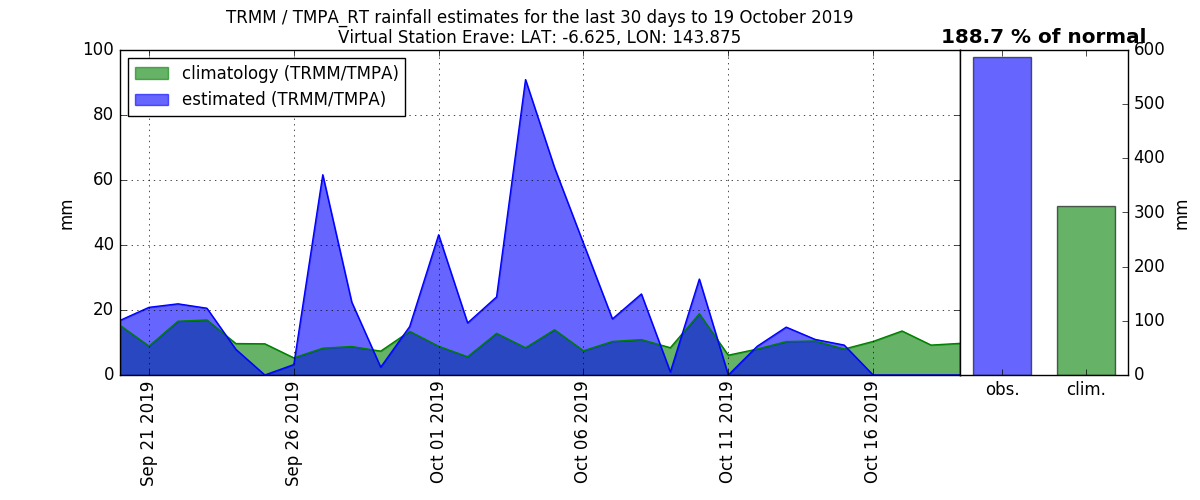 TRMM / TMPA_RT rainfall estimates for the last 30 days to 19 October 2019
Virtual Station Erave: LAT: -6.625, LON: 143.875
188.7 % of normal
climatology (TRMM/TMPA)
estimated (TRMM/TMPA)
100
80
60
40
20
0
mm
Sep 21 2019
Sep 26 2019
Oct 01 2019
Oct 06 2019
Oct 11 2019
Oct 16 2019
600
500
400
300
200
100
0
mm
obs.
clim.